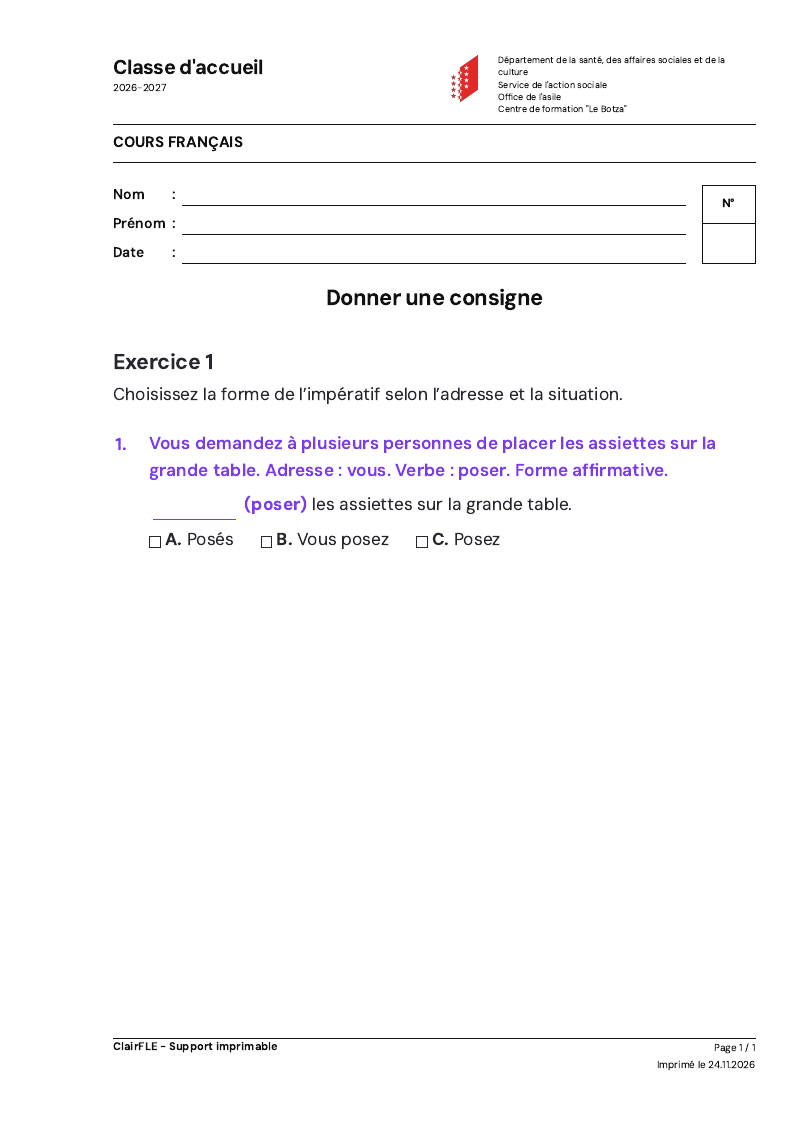 Classe d'accueil
2026-2027
Département de la santé, des affaires sociales et de la
culture
Service de l'action sociale
Office de l'asile
Centre de formation "Le Botza"
COURS FRANÇAIS
Nom :
Prénom :
Date :
N°
Donner une consigne
Exercice 1
Choisissez la forme de l’impératif selon l’adresse et la situation.
1. Vous demandez à plusieurs personnes de placer les assiettes sur la
grande table. Adresse : vous. Verbe : poser. Forme affirmative.
________ (poser) les assiettes sur la grande table.
☐ A. Posés ☐ B. Vous posez ☐ C. Posez
ClairFLE - Support imprimable
Page 1 / 1
Imprimé le 24.11.2026